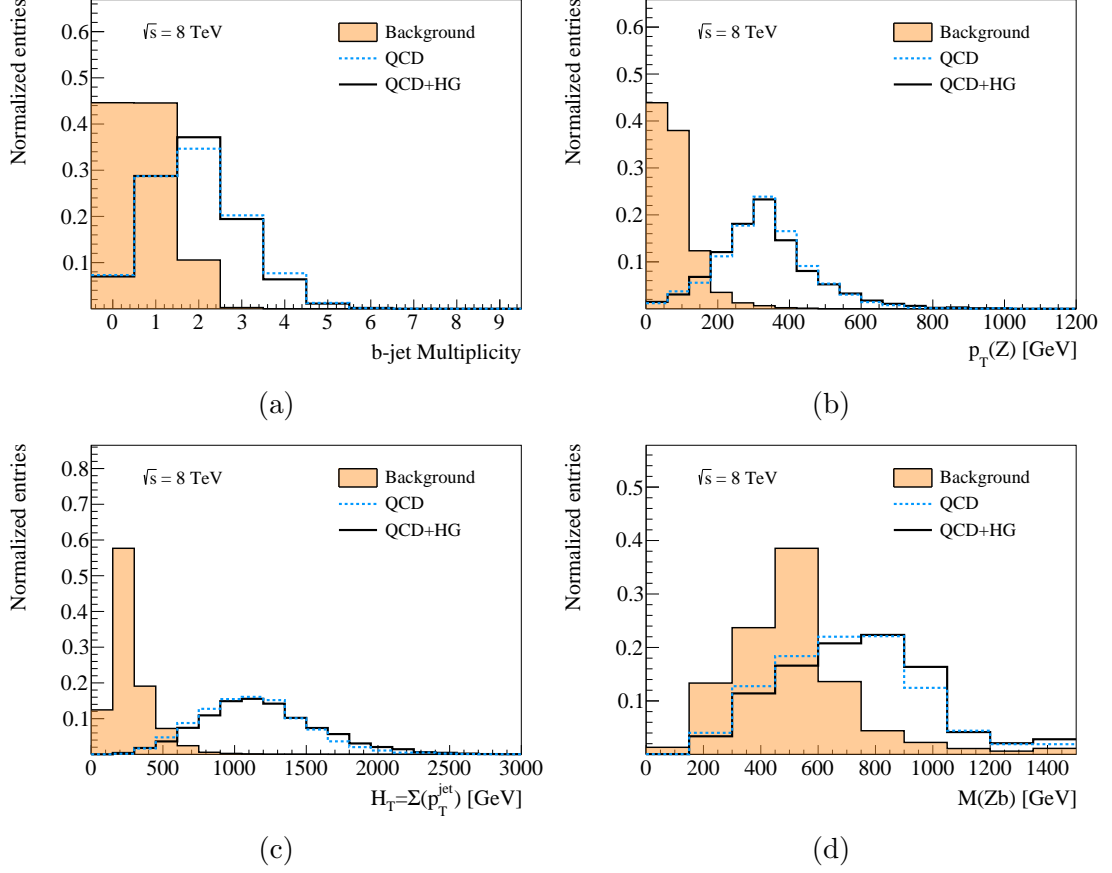 Normalized entries
0.6
0.5
0.4
0.3
0.2
0.1
√s = 8 TeV
Background
QCD
QCD+HG
0 1 2 3 4 5 6 7 8 9
b-jet Multiplicity
(a)
Normalized entries
0.6
0.5
0.4
0.3
0.2
0.1
√s = 8 TeV
Background
QCD
QCD+HG
0 200 400 600 800 1000 1200
p_T(Z) [GeV]
(b)
Normalized entries
0.8
0.7
0.6
0.5
0.4
0.3
0.2
0.1
√s = 8 TeV
Background
QCD
QCD+HG
0 500 1000 1500 2000 2500 3000
H_T=Σ(p_T^jet) [GeV]
(c)
Normalized entries
0.5
0.4
0.3
0.2
0.1
√s = 8 TeV
Background
QCD
QCD+HG
0 200 400 600 800 1000 1200 1400
M(Zb) [GeV]
(d)